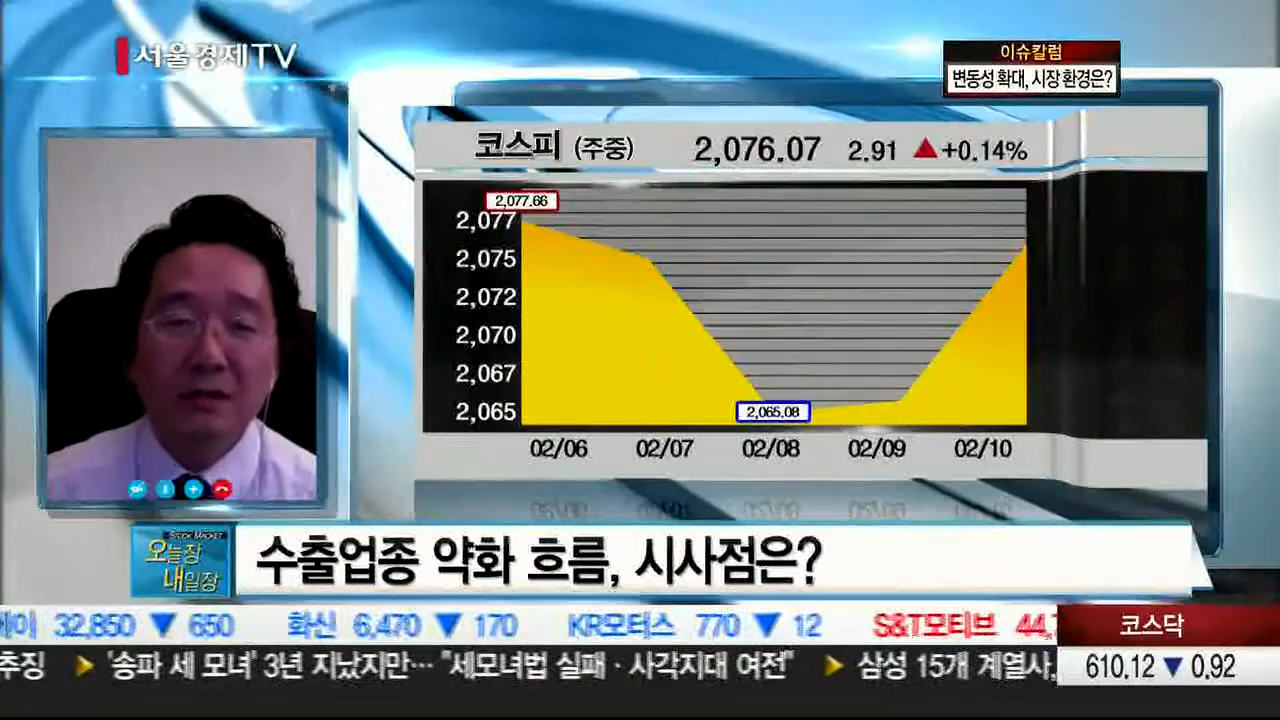 서울경제TV
이슈칼럼
변동성 확대, 시장 환경은?
코스피 (주중) 2,076.07 2.91 ▲+0.14%
2,077.66
2,077
2,075
2,072
2,070
2,067
2,065
2,065.08
02/06 02/07 02/08 02/09 02/10
STOCK MARKET
오늘장
내일장
수출업종 약화 흐름, 시사점은?
32,850 ▼ 650 화신 6,470 ▼ 170 KR모터스 770 ▼ 12 S&T모티브 44,7
코스닥
추징 ▶ '송파 세 모녀' 3년 지났지만… "세모녀법 실패·사각지대 여전" ▶ 삼성 15개 계열사,
610.12 ▼ 0.92